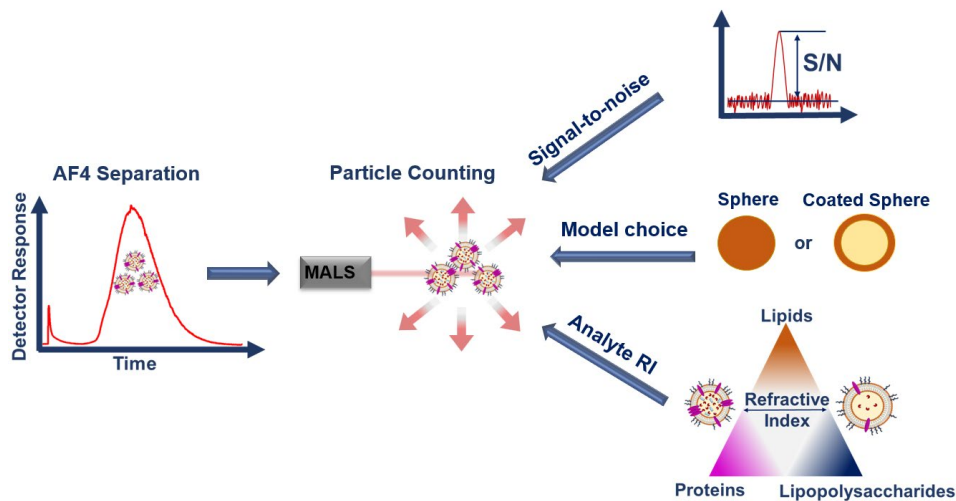 AF4 Separation
Detector Response
Time
MALS
Particle Counting
Signal-to-noise
S/N
Model choice
Sphere
or
Coated Sphere
Analyte RI
Lipids
Refractive
Index
Proteins
Lipopolysaccharides